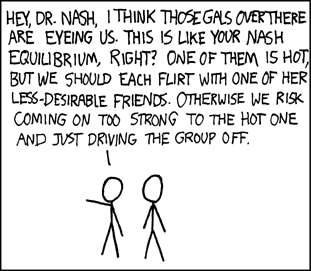 HEY, DR. NASH, I THINK THOSE GALS OVER THERE
ARE EYEING US. THIS IS LIKE YOUR NASH
EQUILIBRIUM, RIGHT? ONE OF THEM IS HOT,
BUT WE SHOULD EACH FLIRT WITH ONE OF HER
LESS-DESIRABLE FRIENDS. OTHERWISE WE RISK
COMING ON TOO STRONG TO THE HOT ONE
AND JUST DRIVING THE GROUP OFF.